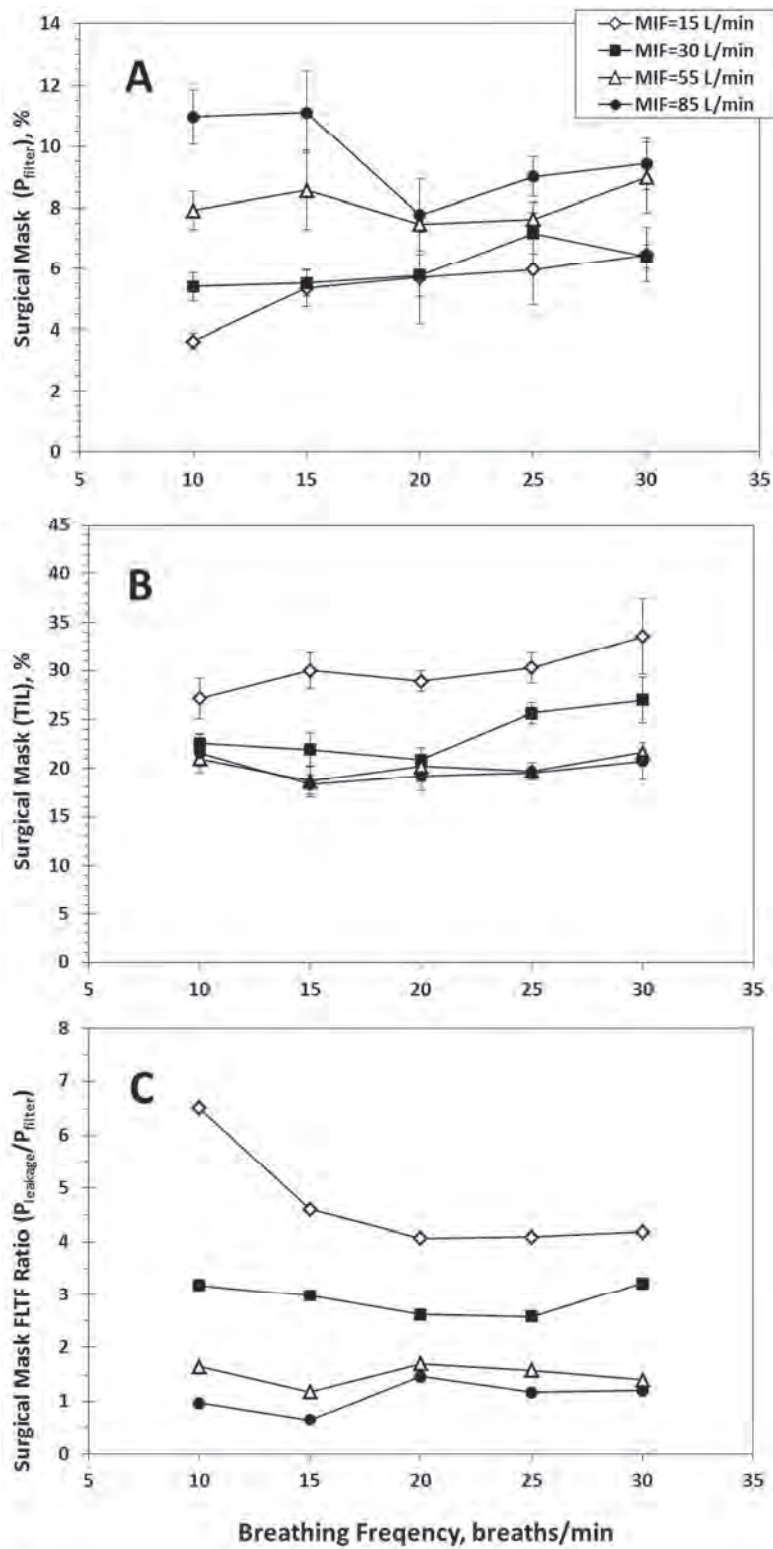 MIF=15 L/min
MIF=30 L/min
MIF=55 L/min
MIF=85 L/min
A
Surgical Mask (Pfilter), %
14
12
10
8
6
4
2
0
5 10 15 20 25 30 35
B
Surgical Mask (TIL), %
45
40
35
30
25
20
15
10
5
0
5 10 15 20 25 30 35
C
Surgical Mask FLTF Ratio (Pleakage/Pfilter)
8
7
6
5
4
3
2
1
0
5 10 15 20 25 30 35
Breathing Freqency, breaths/min